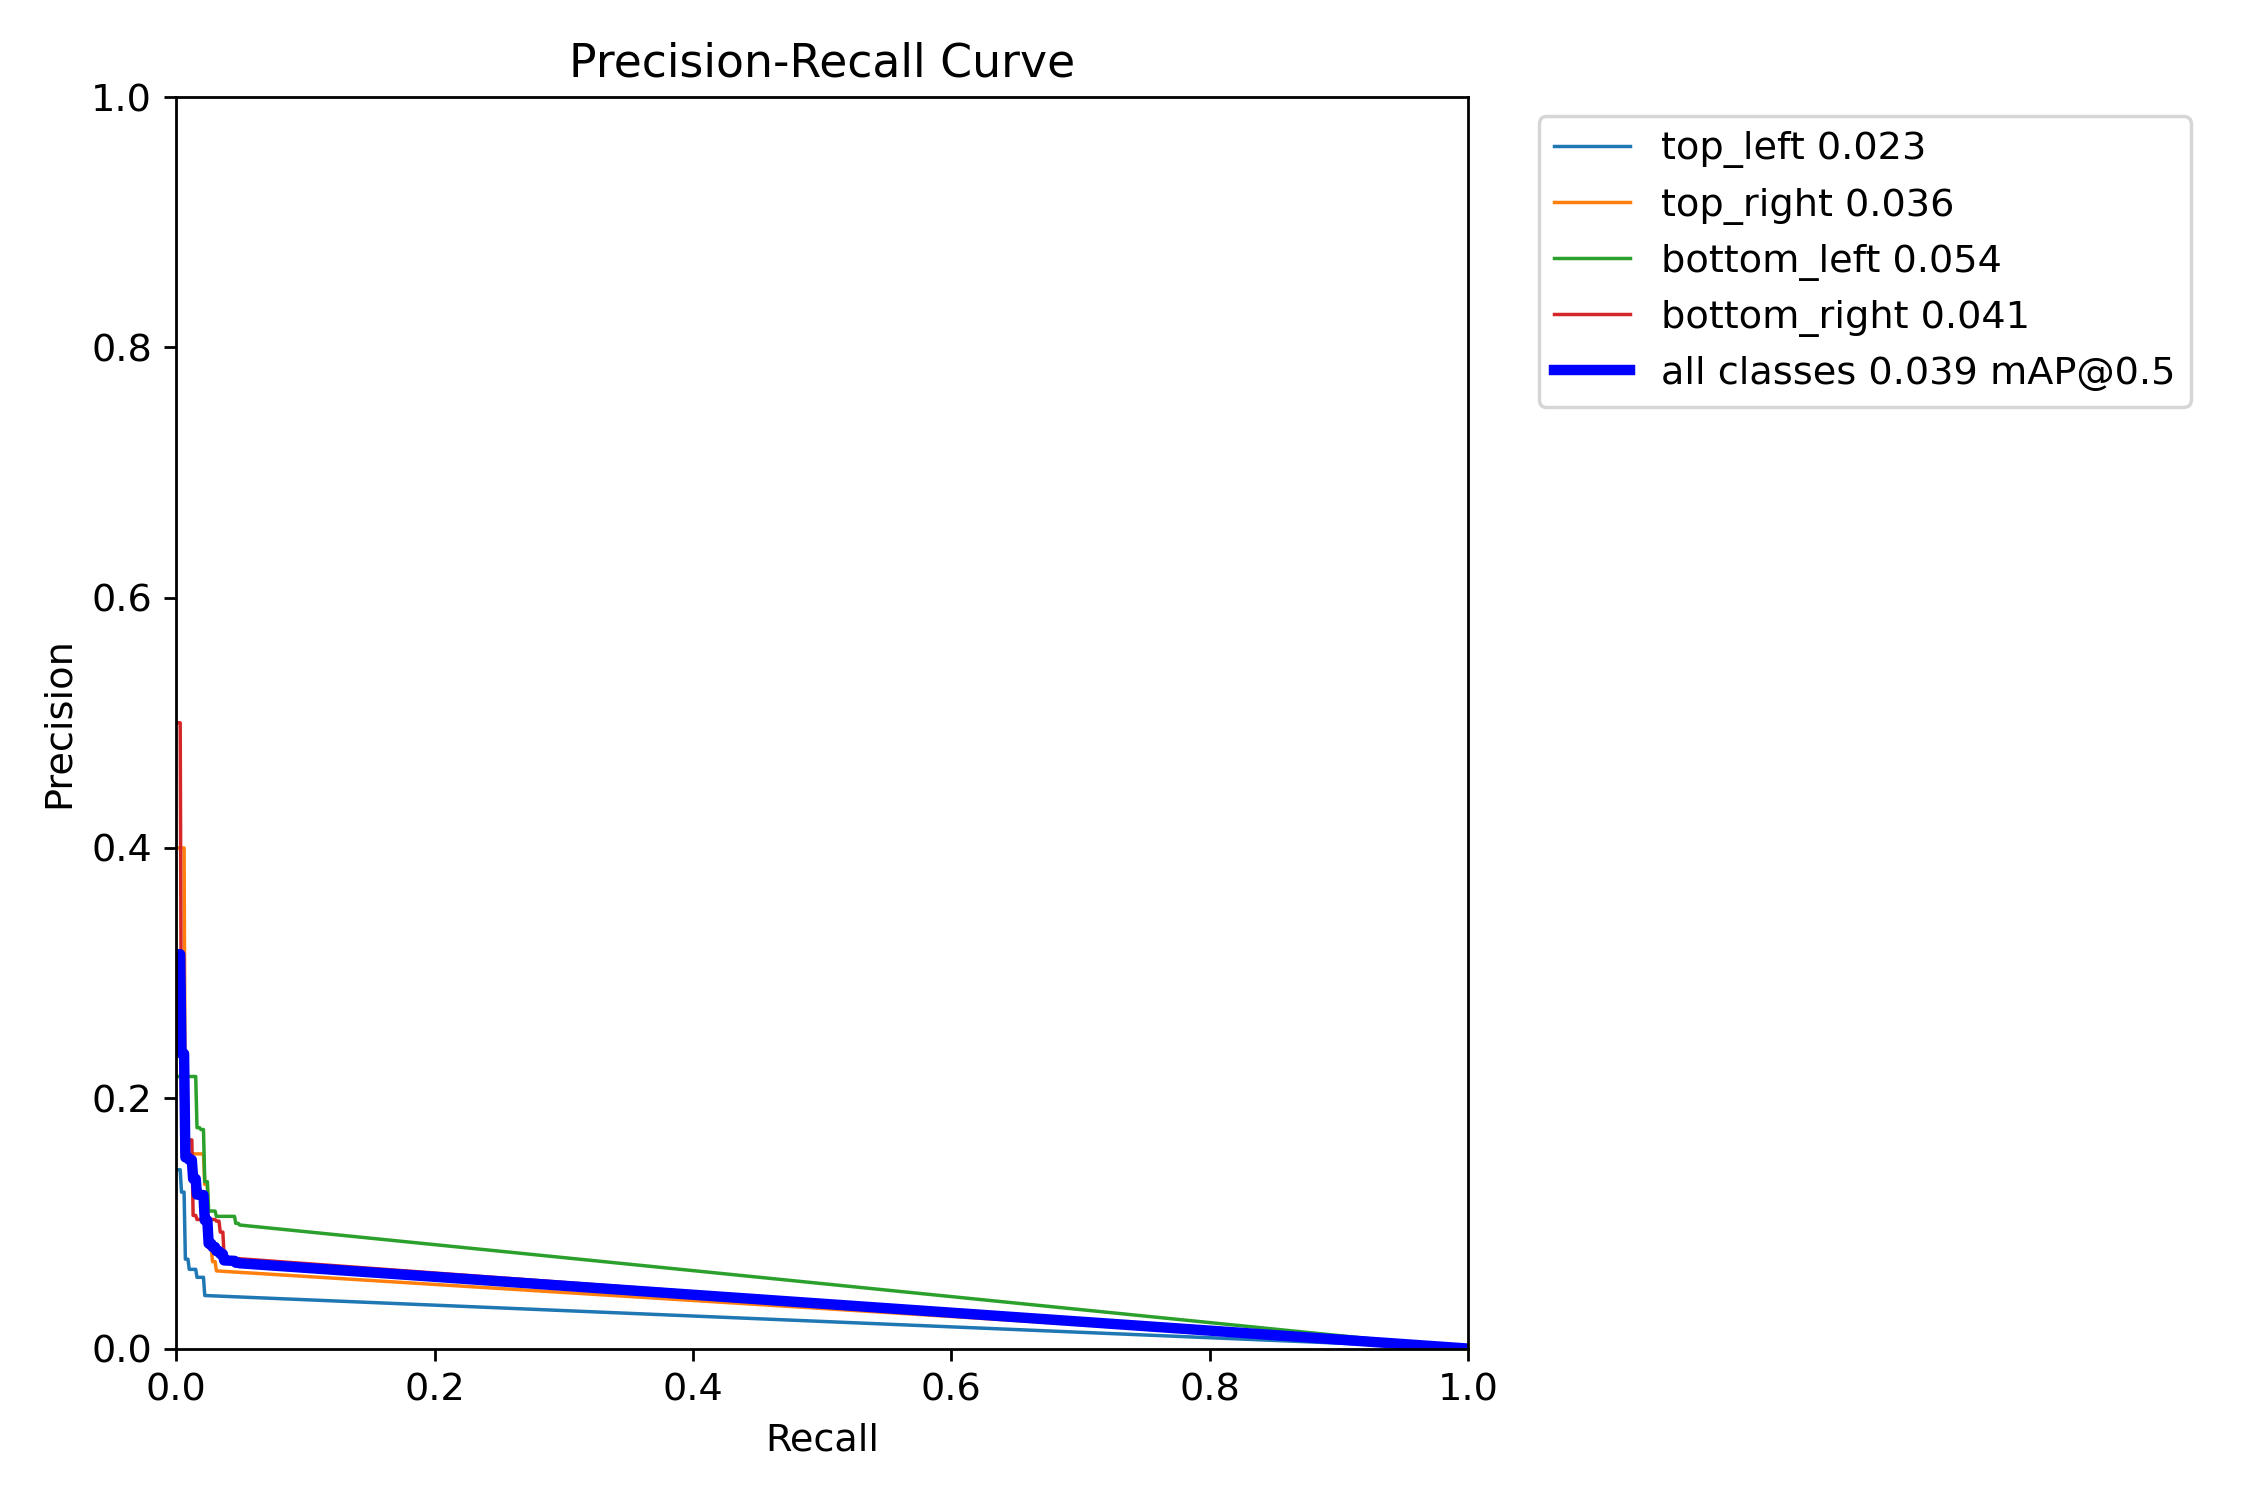 Precision-Recall Curve
1.0
0.8
0.6
0.4
0.2
0.0
Precision
0.0 0.2 0.4 0.6 0.8 1.0
Recall
top_left 0.023
top_right 0.036
bottom_left 0.054
bottom_right 0.041
all classes 0.039 mAP@0.5